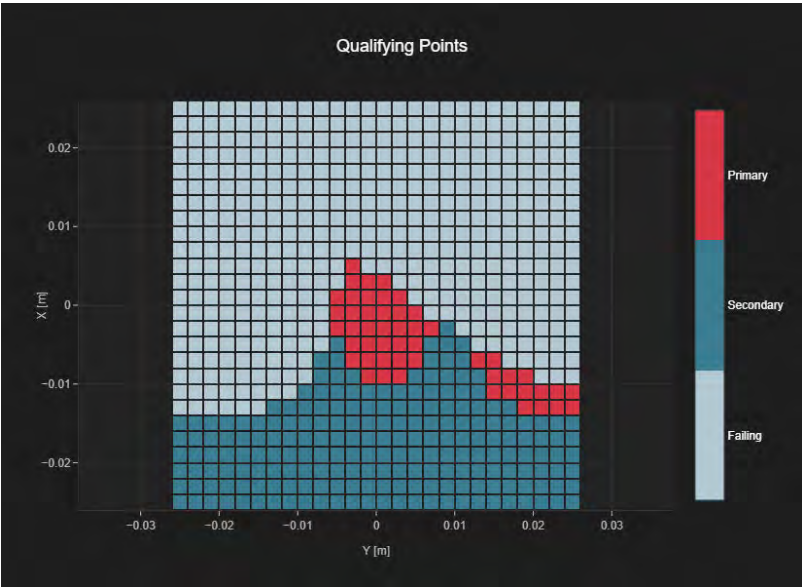 Qualifying Points
0.02
0.01
0
−0.01
−0.02
X [m]
−0.03
−0.02
−0.01
0
0.01
0.02
0.03
Y [m]
Primary
Secondary
Failing